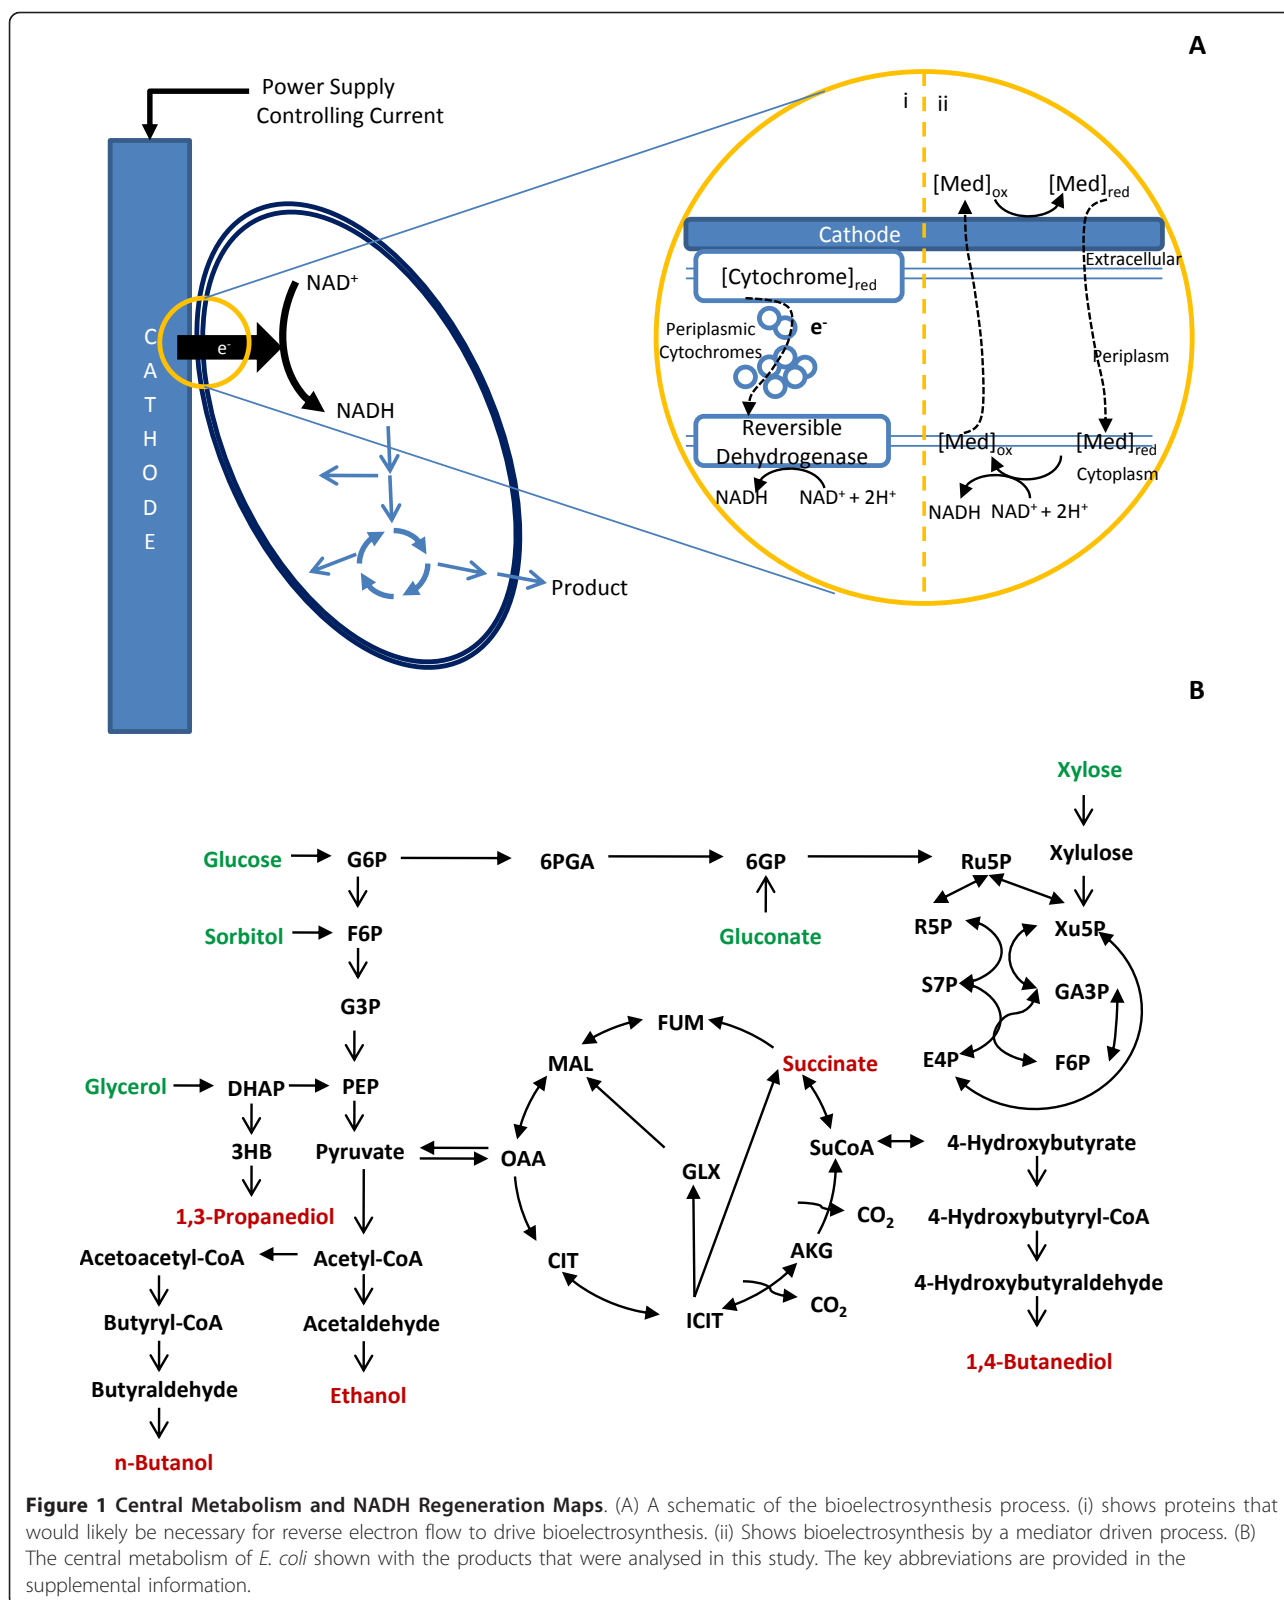 A
Power Supply
Controlling Current
i
ii
[Med]ox
[Med]red
Cathode
Extracellular
[Cytochrome]red
NAD+
e-
Periplasmic
Cytochromes
Periplasm
CATHODE
e-
NADH
Reversible
Dehydrogenase
[Med]ox
[Med]red
Cytoplasm
NADH
NAD+ + 2H+
NADH
NAD+ + 2H+
Product
B
Xylose
Glucose
G6P
6PGA
6GP
Ru5P
Xylulose
Sorbitol
F6P
Gluconate
R5P
Xu5P
G3P
S7P
GA3P
FUM
MAL
Succinate
E4P
F6P
Glycerol
DHAP
PEP
3HB
Pyruvate
OAA
GLX
SuCoA
4-Hydroxybutyrate
1,3-Propanediol
CO2
4-Hydroxybutyryl-CoA
Acetoacetyl-CoA
Acetyl-CoA
CIT
AKG
4-Hydroxybutyraldehyde
CO2
Butyryl-CoA
Acetaldehyde
ICIT
1,4-Butanediol
Butyraldehyde
Ethanol
n-Butanol
Figure 1 Central Metabolism and NADH Regeneration Maps. (A) A schematic of the bioelectrosynthesis process. (i) shows proteins that
would likely be necessary for reverse electron flow to drive bioelectrosynthesis. (ii) Shows bioelectrosynthesis by a mediator driven process. (B)
The central metabolism of E. coli shown with the products that were analysed in this study. The key abbreviations are provided in the
supplemental information.